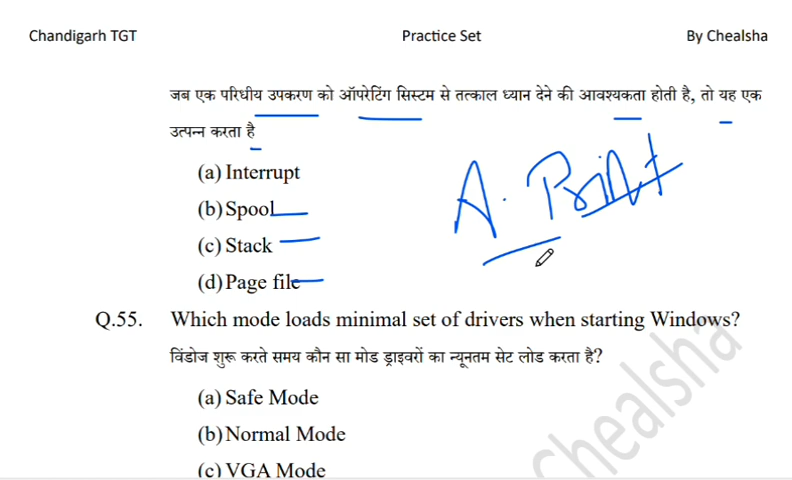 Chandigarh TGT Practice Set By Chealsha
जब एक परिधीय उपकरण को ऑपरेटिंग सिस्टम से तत्काल ध्यान देने की आवश्यकता होती है, तो यह एक
उत्पन्न करता है
(a) Interrupt
(b) Spool
(c) Stack
(d) Page file
A.
Q.55. Which mode loads minimal set of drivers when starting Windows?
विंडोज शुरू करते समय कौन सा मोड ड्राइवरों का न्यूनतम सेट लोड करता है?
(a) Safe Mode
(b) Normal Mode
(c) VGA Mode
Chealsha